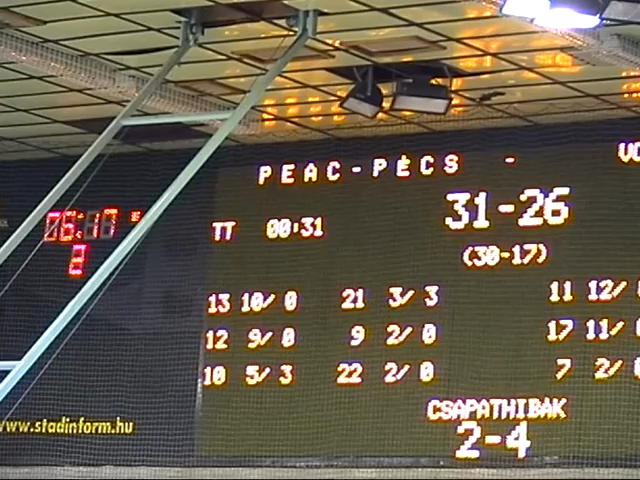 PEAC-PÉCS - VO
06:17
TT 00:31 31-26
2
(30-17)
13 10/ 0 21 3/ 3 11 12/
12 9/ 0 9 2/ 0 17 11/
10 5/ 3 22 2/ 0 7 2/
CSAPATHIBÁK
www.stadinform.hu 2-4